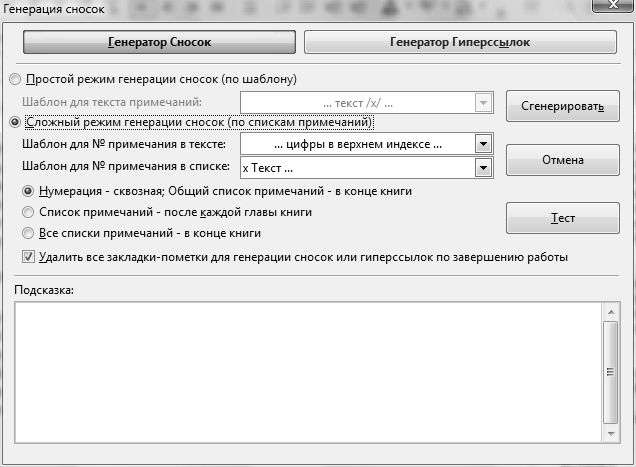 Генерация сносок
Генератор Сносок
Генератор Гиперссылок
Простой режим генерации сносок (по шаблону)
Шаблон для текста примечаний:
... текст /x/ ...
Сгенерировать
Сложный режим генерации сносок (по спискам примечаний)
Шаблон для № примечания в тексте:
... цифры в верхнем индексе ...
Шаблон для № примечания в списке:
x Текст ...
Отмена
Нумерация - сквозная; Общий список примечаний - в конце книги
Список примечаний - после каждой главы книги
Все списки примечаний - в конце книги
Тест
Удалить все закладки-пометки для генерации сносок или гиперссылок по завершению работы
Подсказка: